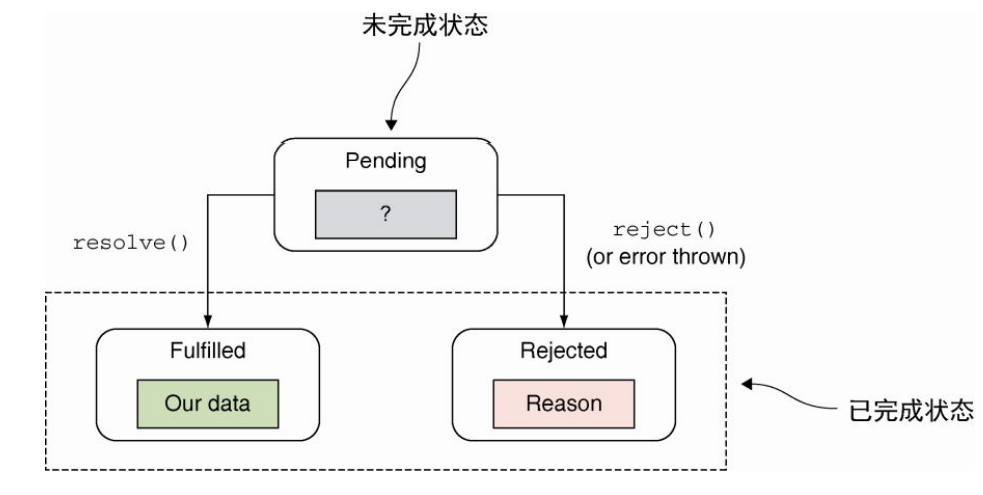 未完成状态
Pending
?
resolve()
reject()
(or error thrown)
Fulfilled
Our data
Rejected
Reason
已完成状态